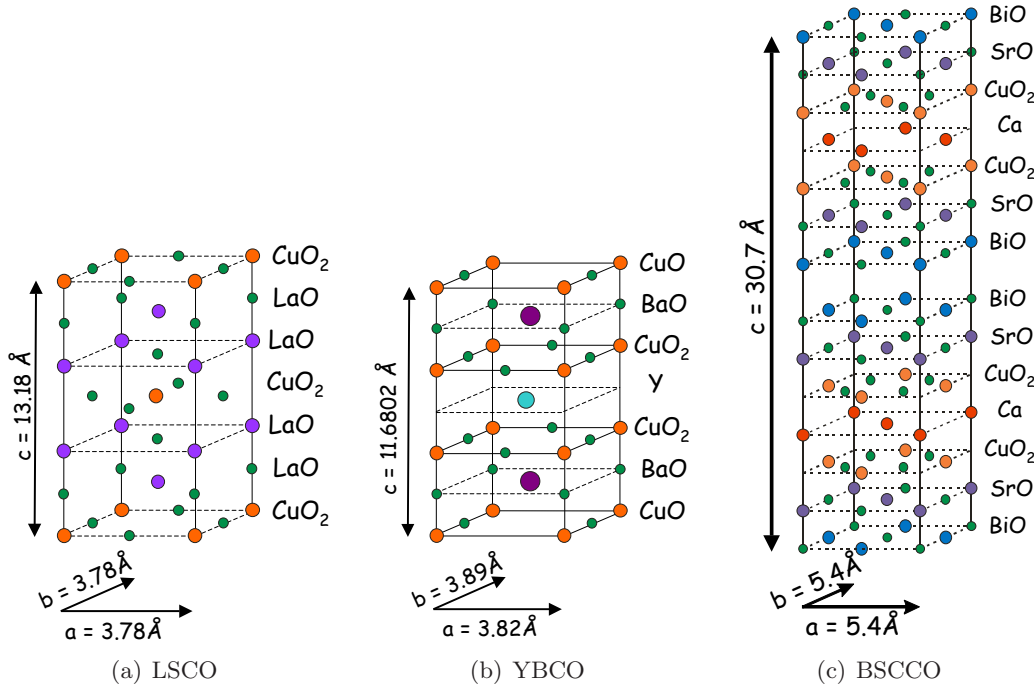 CuO₂
LaO
LaO
CuO₂
LaO
LaO
CuO₂
c = 13.18 Å
b = 3.78Å
a = 3.78Å
(a) LSCO
CuO
BaO
CuO₂
Y
CuO₂
BaO
CuO
c = 11.6802 Å
b = 3.89Å
a = 3.82Å
(b) YBCO
BiO
SrO
CuO₂
Ca
CuO₂
SrO
BiO
BiO
SrO
CuO₂
Ca
CuO₂
SrO
BiO
c = 30.7 Å
b = 5.4Å
a = 5.4Å
(c) BSCCO